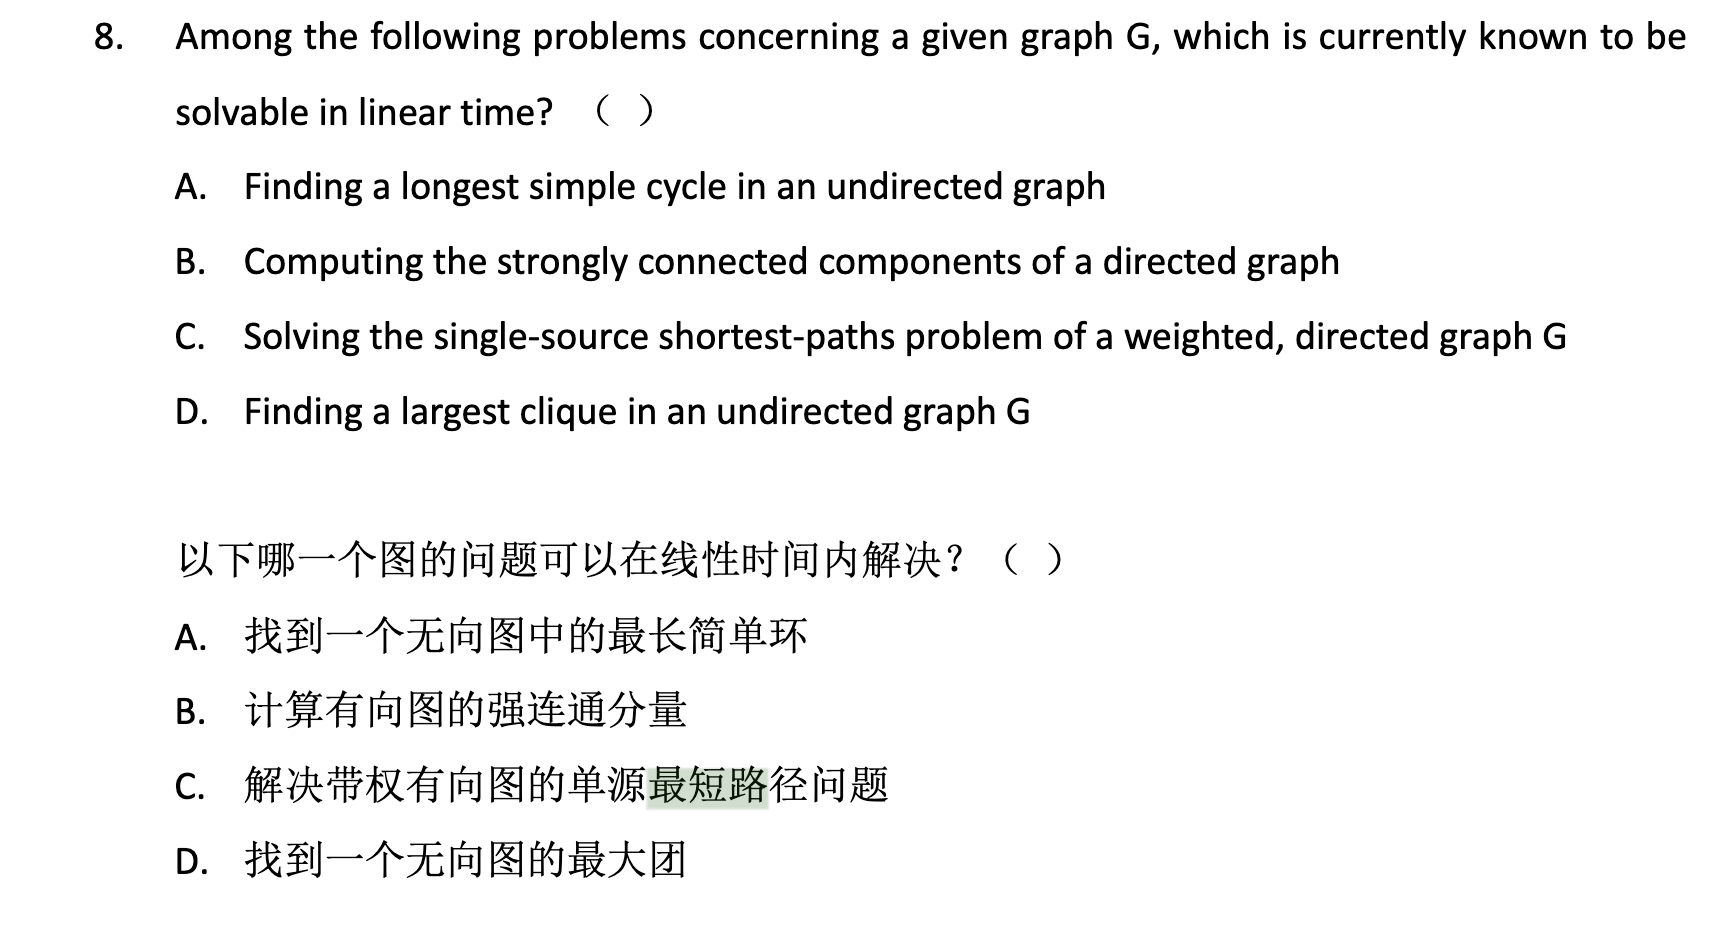 8. Among the following problems concerning a given graph G, which is currently known to be
solvable in linear time? （ ）
A. Finding a longest simple cycle in an undirected graph
B. Computing the strongly connected components of a directed graph
C. Solving the single-source shortest-paths problem of a weighted, directed graph G
D. Finding a largest clique in an undirected graph G
以下哪一个图的问题可以在线性时间内解决？（ ）
A. 找到一个无向图中的最长简单环
B. 计算有向图的强连通分量
C. 解决带权有向图的单源最短路径问题
D. 找到一个无向图的最大团